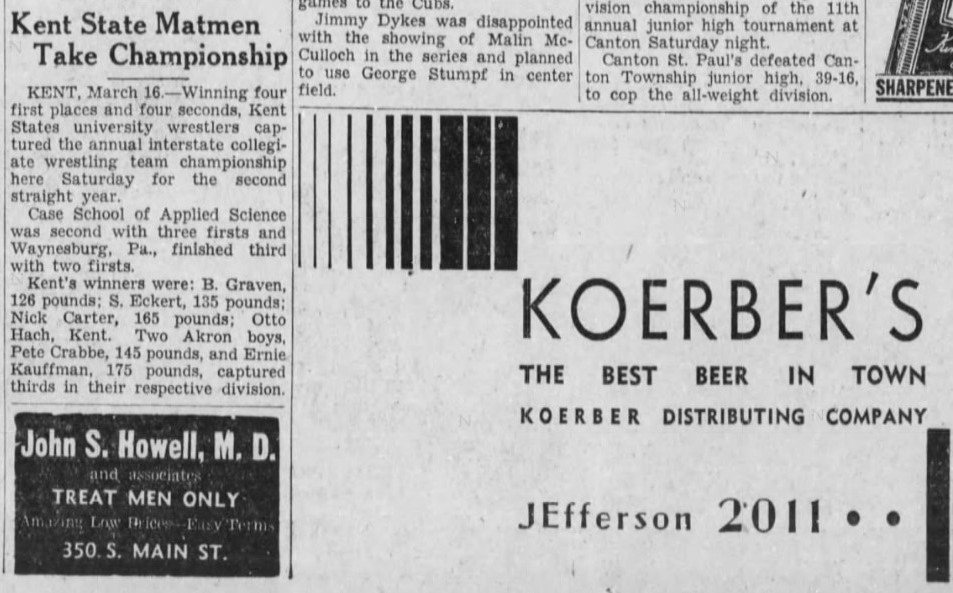 Kent State Matmen
Take Championship
KENT, March 16.—Winning four
first places and four seconds, Kent
States university wrestlers cap-
tured the annual interstate collegi-
ate wrestling team championship
here Saturday for the second
straight year.
Case School of Applied Science
was second with three firsts and
Waynesburg, Pa., finished third
with two firsts.
Kent's winners were: B. Graven,
126 pounds; S. Eckert, 135 pounds;
Nick Carter, 165 pounds; Otto
Hach, Kent. Two Akron boys,
Pete Crabbe, 145 pounds, and Ernie
Kauffman, 175 pounds, captured
thirds in their respective division.
John S. Howell, M. D.
and associates
TREAT MEN ONLY
Amazing Low Prices—Easy Terms
350 S. MAIN ST.
games to the Cubs.
Jimmy Dykes was disappointed
with the showing of Malin Mc-
Culloch in the series and planned
to use George Stumpf in center
field.
vision championship of the 11th
annual junior high tournament at
Canton Saturday night.
Canton St. Paul's defeated Can-
ton Township junior high, 39-16,
to cop the all-weight division.
SHARPENE
KOERBER'S
THE BEST BEER IN TOWN
KOERBER DISTRIBUTING COMPANY
JEfferson 2011 • •